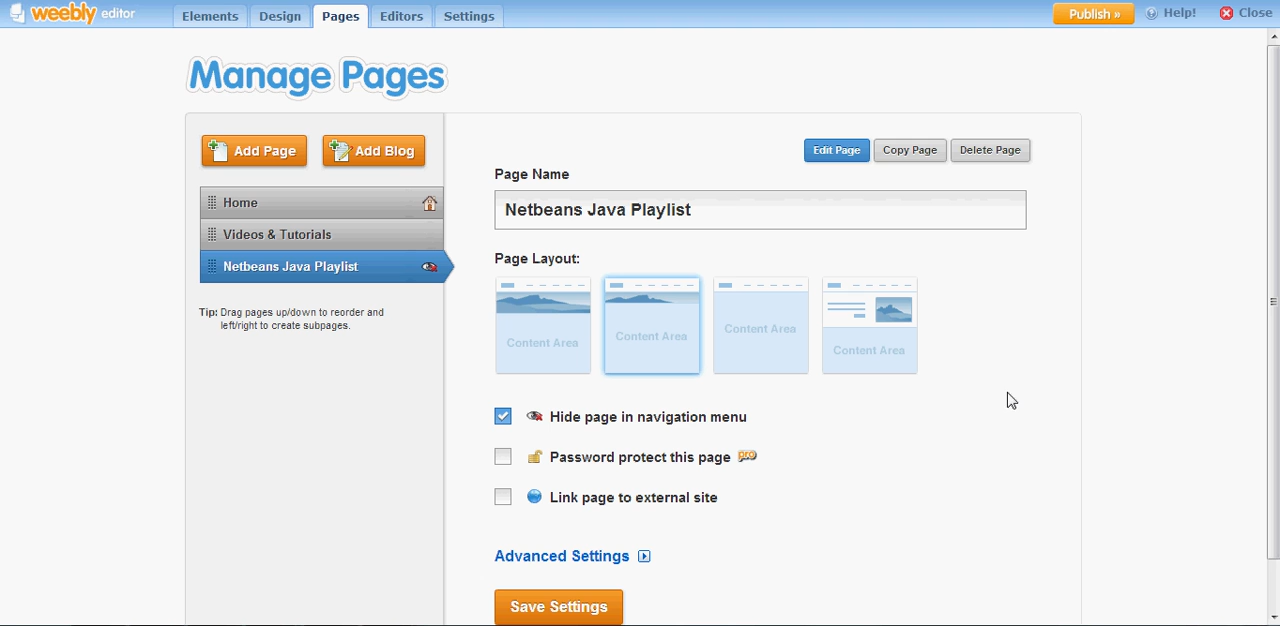 weebly editor Elements Design Pages Editors Settings Publish » Help! Close
Manage Pages
Add Page Add Blog
Edit Page Copy Page Delete Page
Page Name
Home
Netbeans Java Playlist
Videos & Tutorials
Page Layout:
Netbeans Java Playlist
Tip: Drag pages up/down to reorder and
left/right to create subpages.
Content Area Content Area Content Area Content Area
Hide page in navigation menu
Password protect this page pro
Link page to external site
Advanced Settings
Save Settings